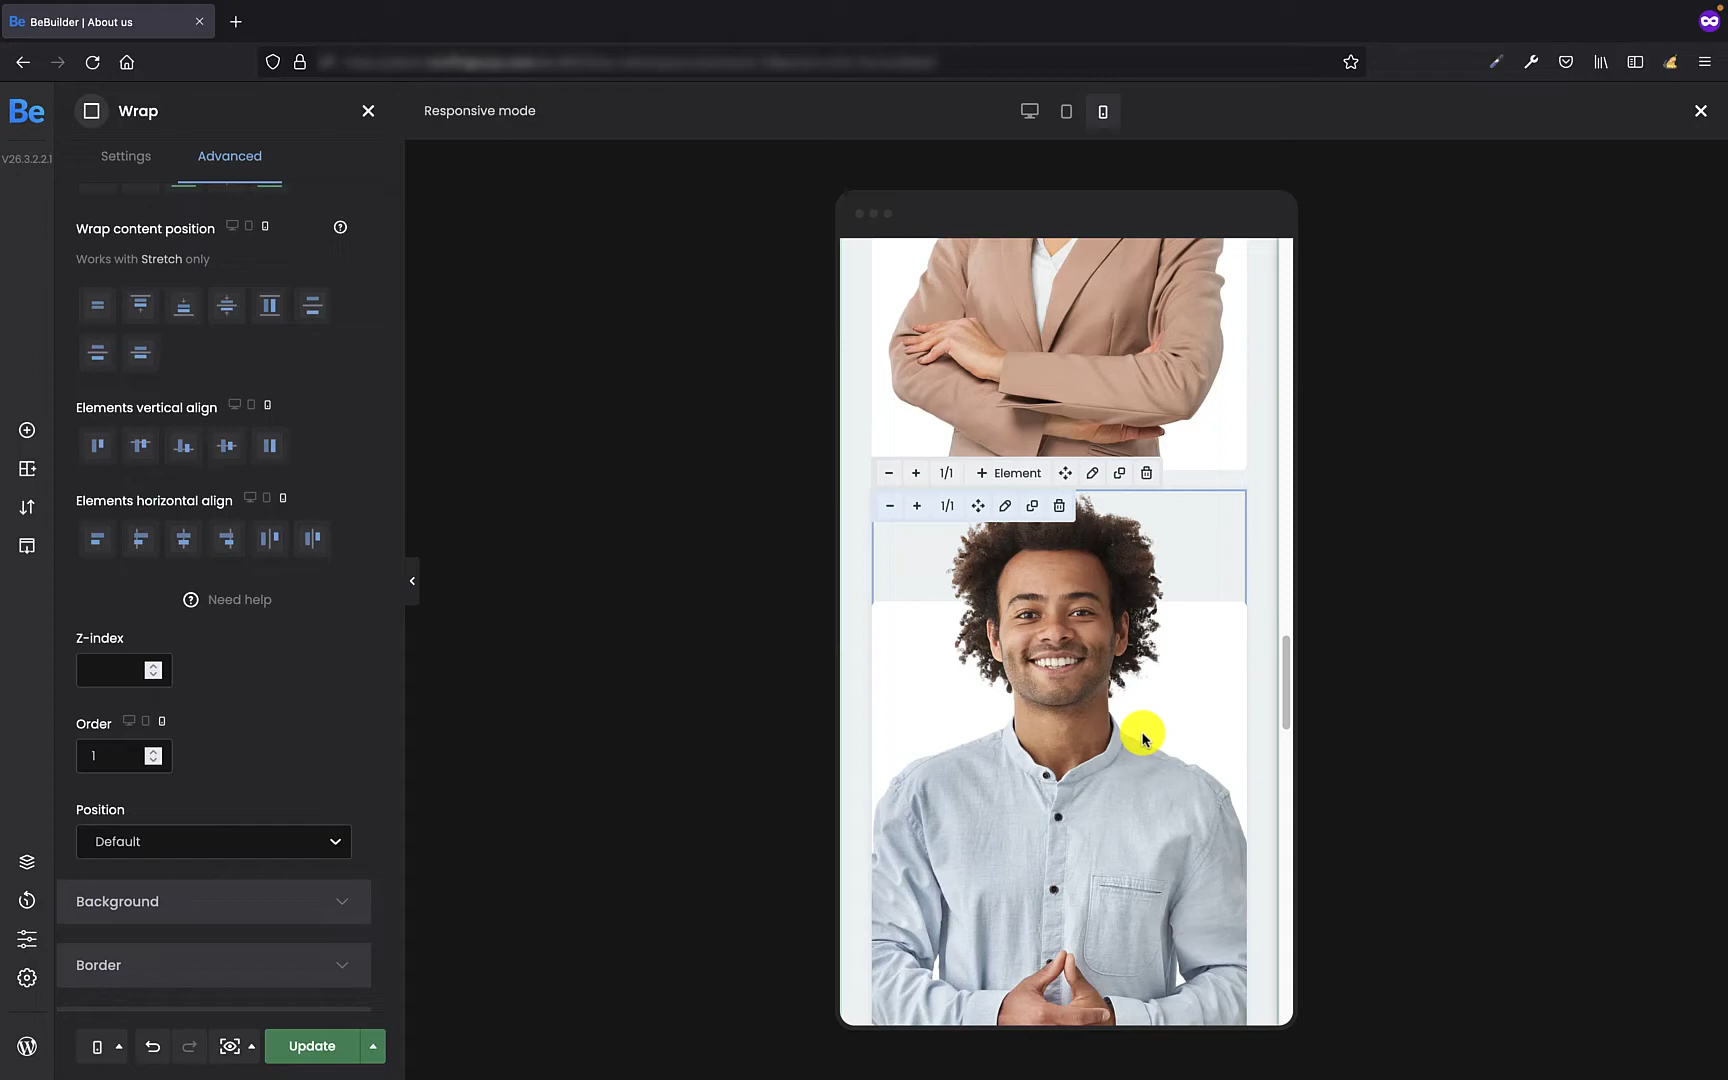 Be BeBuilder | About us
Be
V26.3.2.2.1
Wrap
Responsive mode
Settings
Advanced
Wrap content position
Works with Stretch only
Elements vertical align
Elements horizontal align
Need help
Z-index
Order
1
Position
Default
Background
Border
Update
1/1
Element
1/1